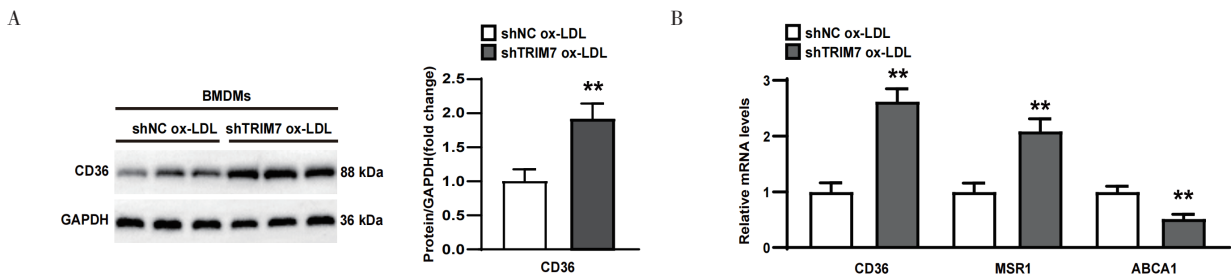 A
BMDMs
shNC ox-LDL shTRIM7 ox-LDL
CD36 88 kDa
GAPDH 36 kDa
shNC ox-LDL
shTRIM7 ox-LDL
Protein/GAPDH(fold change)
2.5
2.0
1.5
1.0
0.5
0.0
**
CD36
B
shNC ox-LDL
shTRIM7 ox-LDL
Relative mRNA levels
3
2
1
0
**
**
**
CD36 MSR1 ABCA1